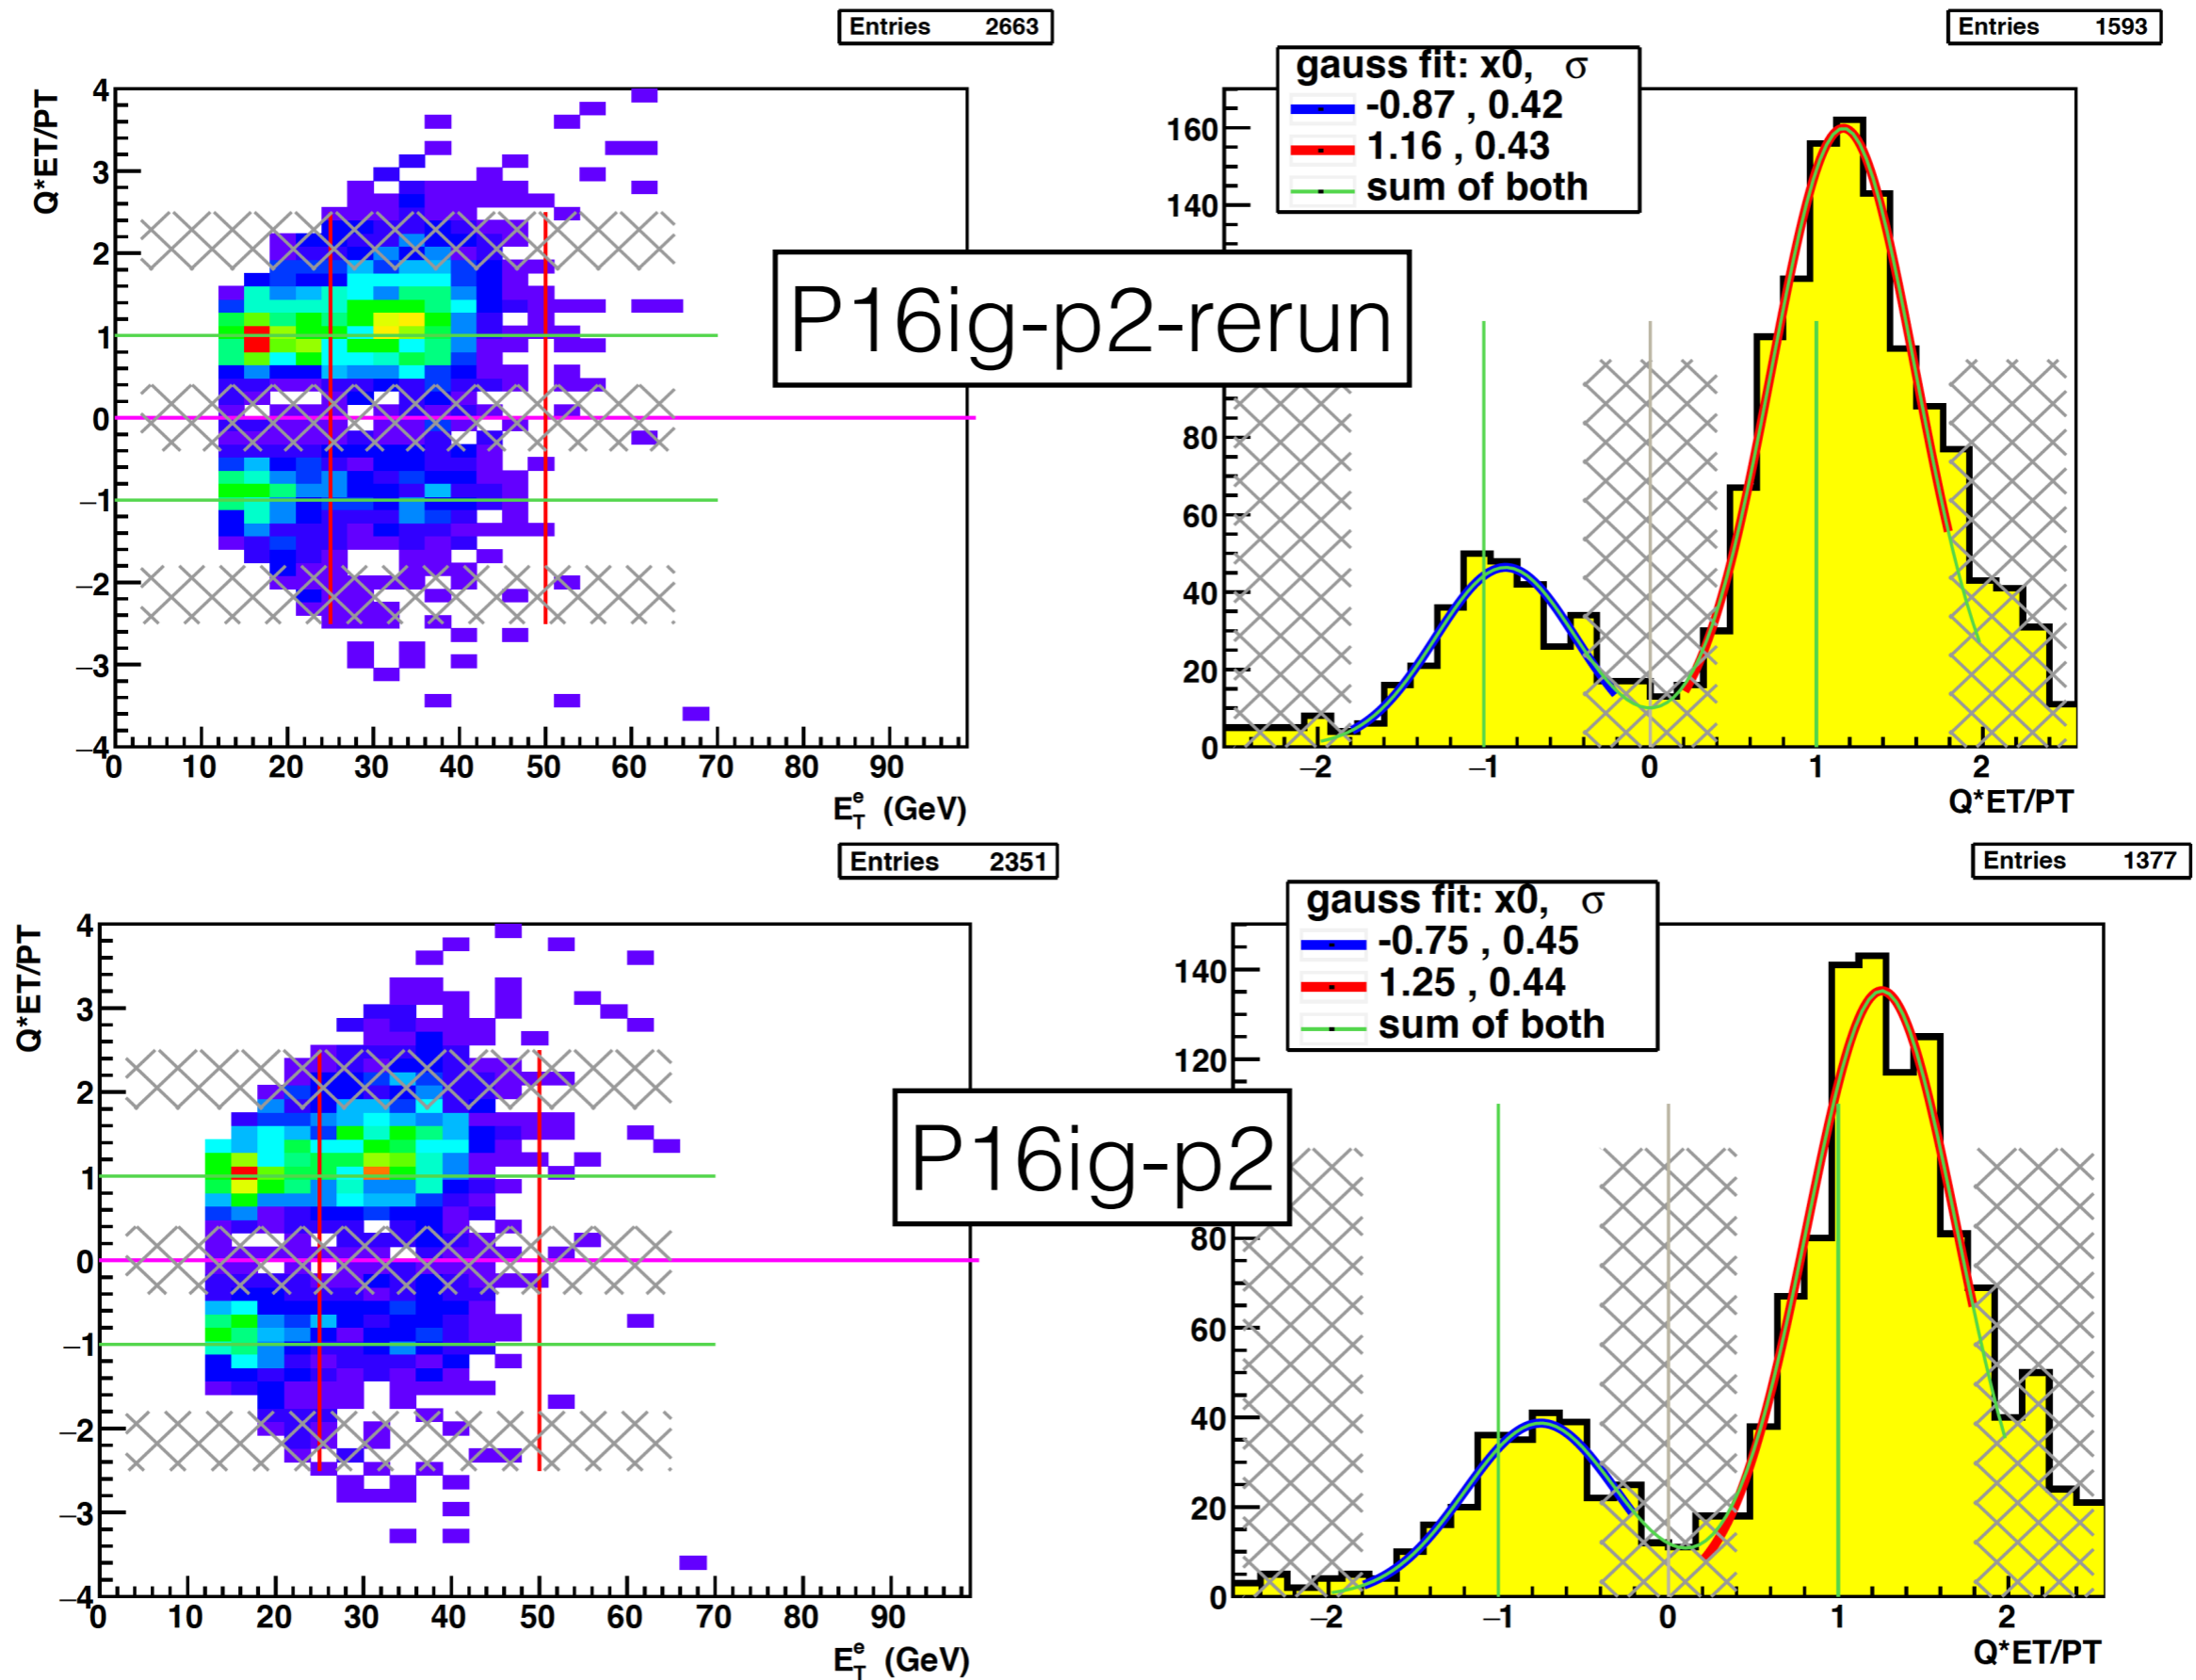 Entries 2663
Entries 1593
Q*ET/PT
4
3
2
1
0
−1
−2
−3
−4
0 10 20 30 40 50 60 70 80 90
E_T^e (GeV)
gauss fit: x0, σ
-0.87 , 0.42
1.16 , 0.43
sum of both
160
140
80
60
40
20
0
−2 −1 0 1 2
Q*ET/PT
P16ig-p2-rerun
Entries 2351
Entries 1377
Q*ET/PT
4
3
2
1
0
−1
−2
−3
−4
0 10 20 30 40 50 60 70 80 90
E_T^e (GeV)
gauss fit: x0, σ
-0.75 , 0.45
1.25 , 0.44
sum of both
140
120
80
60
40
20
0
−2 −1 0 1 2
Q*ET/PT
P16ig-p2